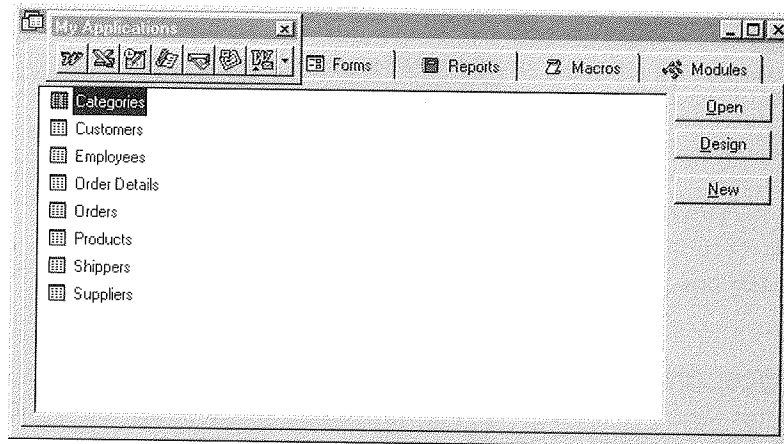 My Applications
Forms
Reports
Macros
Modules
Categories
Customers
Employees
Order Details
Orders
Products
Shippers
Suppliers
Open
Design
New